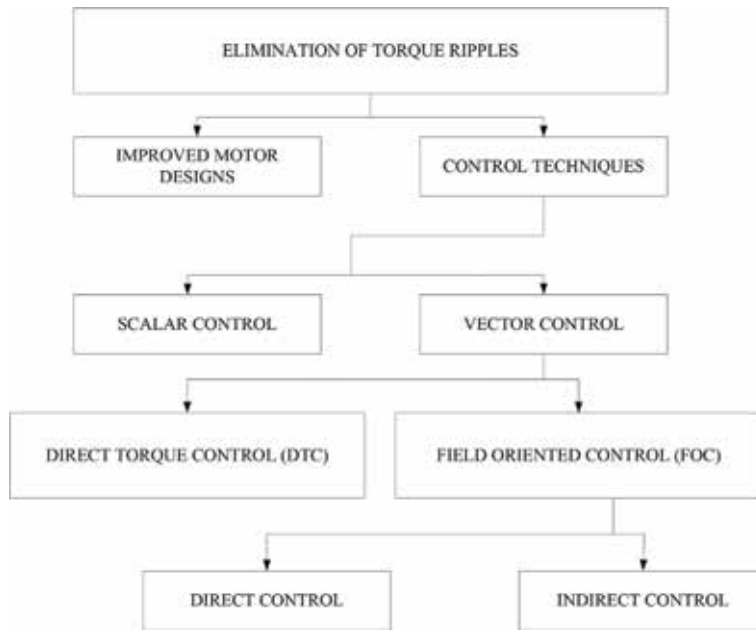 ELIMINATION OF TORQUE RIPPLES
IMPROVED MOTOR
DESIGNS
CONTROL TECHNIQUES
SCALAR CONTROL
VECTOR CONTROL
DIRECT TORQUE CONTROL (DTC)
FIELD ORIENTED CONTROL (FOC)
DIRECT CONTROL
INDIRECT CONTROL